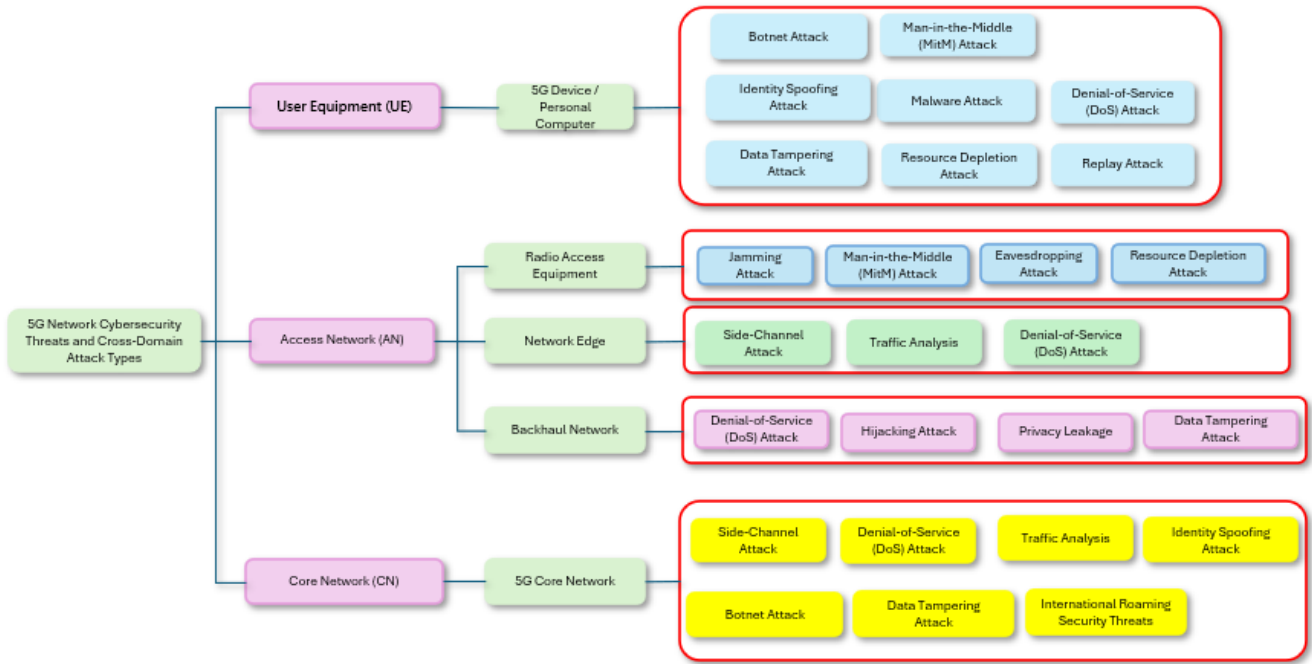 5G Network Cybersecurity
Threats and Cross-Domain
Attack Types
User Equipment (UE)
5G Device /
Personal
Computer
Botnet Attack
Man-in-the-Middle
(MitM) Attack
Identity Spoofing
Attack
Malware Attack
Denial-of-Service
(DoS) Attack
Data Tampering
Attack
Resource Depletion
Attack
Replay Attack
Access Network (AN)
Radio Access
Equipment
Jamming
Attack
Man-in-the-Middle
(MitM) Attack
Eavesdropping
Attack
Resource Depletion
Attack
Network Edge
Side-Channel
Attack
Traffic Analysis
Denial-of-Service
(DoS) Attack
Backhaul Network
Denial-of-Service
(DoS) Attack
Hijacking Attack
Privacy Leakage
Data Tampering
Attack
Core Network (CN)
5G Core Network
Side-Channel
Attack
Denial-of-Service
(DoS) Attack
Traffic Analysis
Identity Spoofing
Attack
Botnet Attack
Data Tampering
Attack
International Roaming
Security Threats